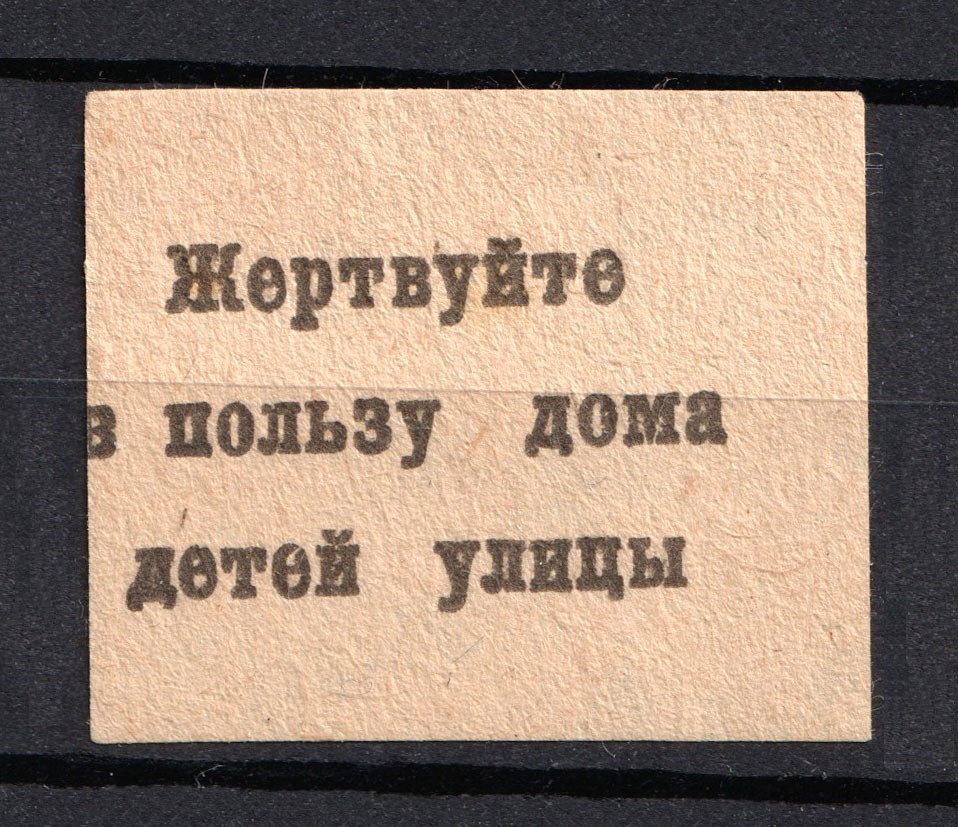 Жертвуйте
в пользу дома
детей улицы